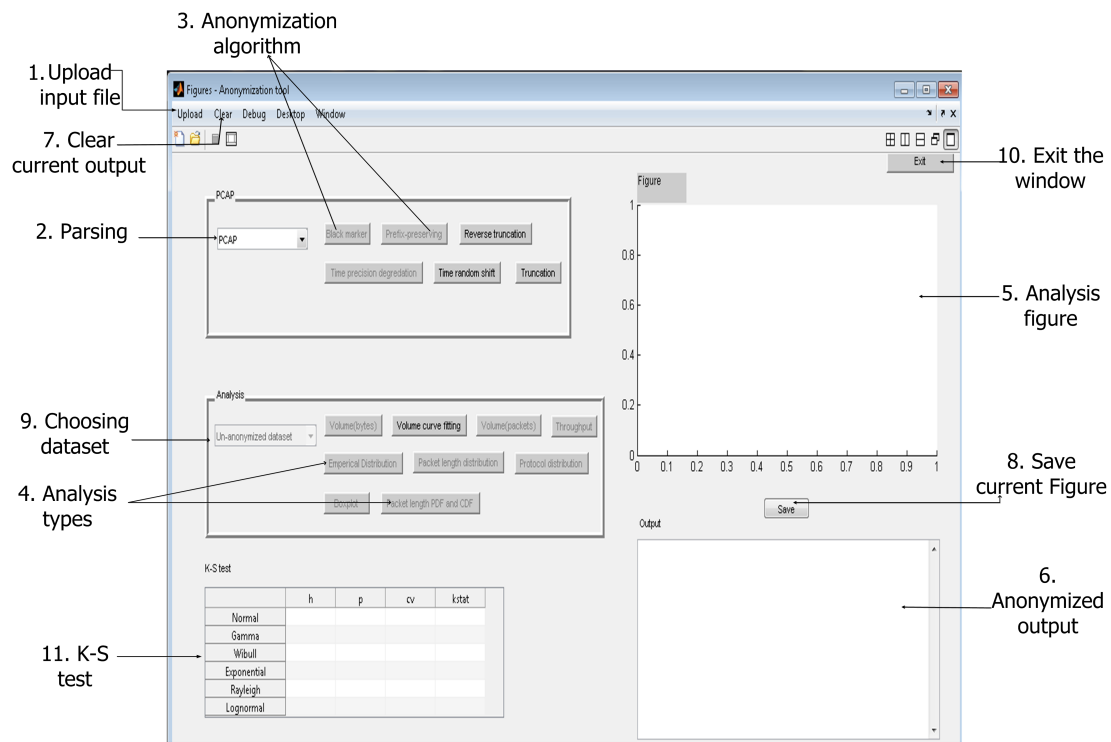 3. Anonymization
algorithm
1. Upload
input file
7. Clear
current output
2. Parsing
9. Choosing
dataset
4. Analysis
types
11. K-S
test
Figures - Anonymization tool
Upload Clear Debug Desktop Window
Exit
PCAP
PCAP
Black marker Prefix-preserving Reverse truncation
Time precision degredation Time random shift Truncation
Analysis
Un-anonymized dataset
Volume(bytes) Volume curve fitting Volume(packets) Throughput
Emperical Distribution Packet length distribution Protocol distribution
Boxplot Packet length PDF and CDF
K-S test
h p cv kstat
Normal
Gamma
Wibull
Exponential
Rayleigh
Lognormal
Figure
1
0.8
0.6
0.4
0.2
0
0 0.1 0.2 0.3 0.4 0.5 0.6 0.7 0.8 0.9 1
Save
Output
10. Exit the
window
5. Analysis
figure
8. Save
current Figure
6.
Anonymized
output